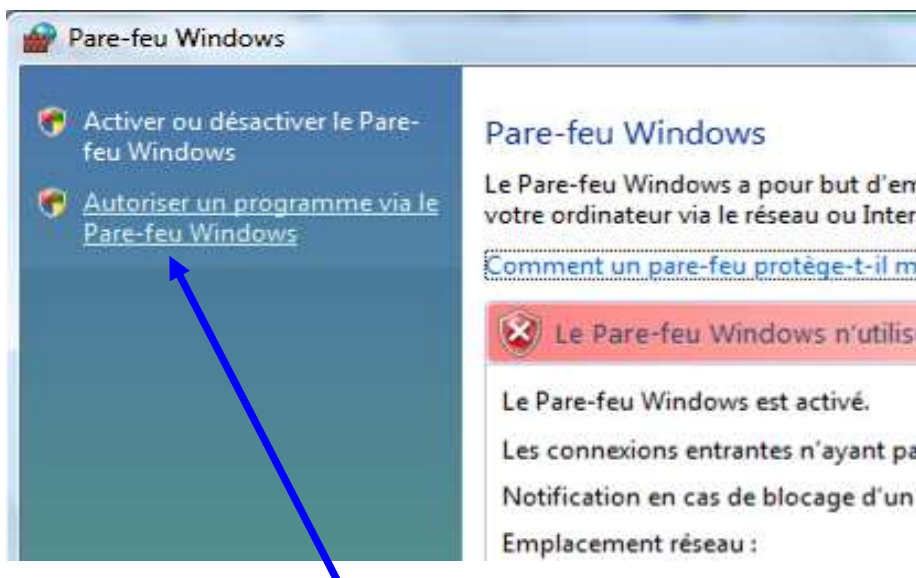 Pare-feu Windows
Activer ou désactiver le Pare-
feu Windows
Autoriser un programme via le
Pare-feu Windows
Pare-feu Windows
Le Pare-feu Windows a pour but d'em
votre ordinateur via le réseau ou Inter
Comment un pare-feu protège-t-il m
Le Pare-feu Windows n'utilis
Le Pare-feu Windows est activé.
Les connexions entrantes n'ayant pa
Notification en cas de blocage d'un
Emplacement réseau :